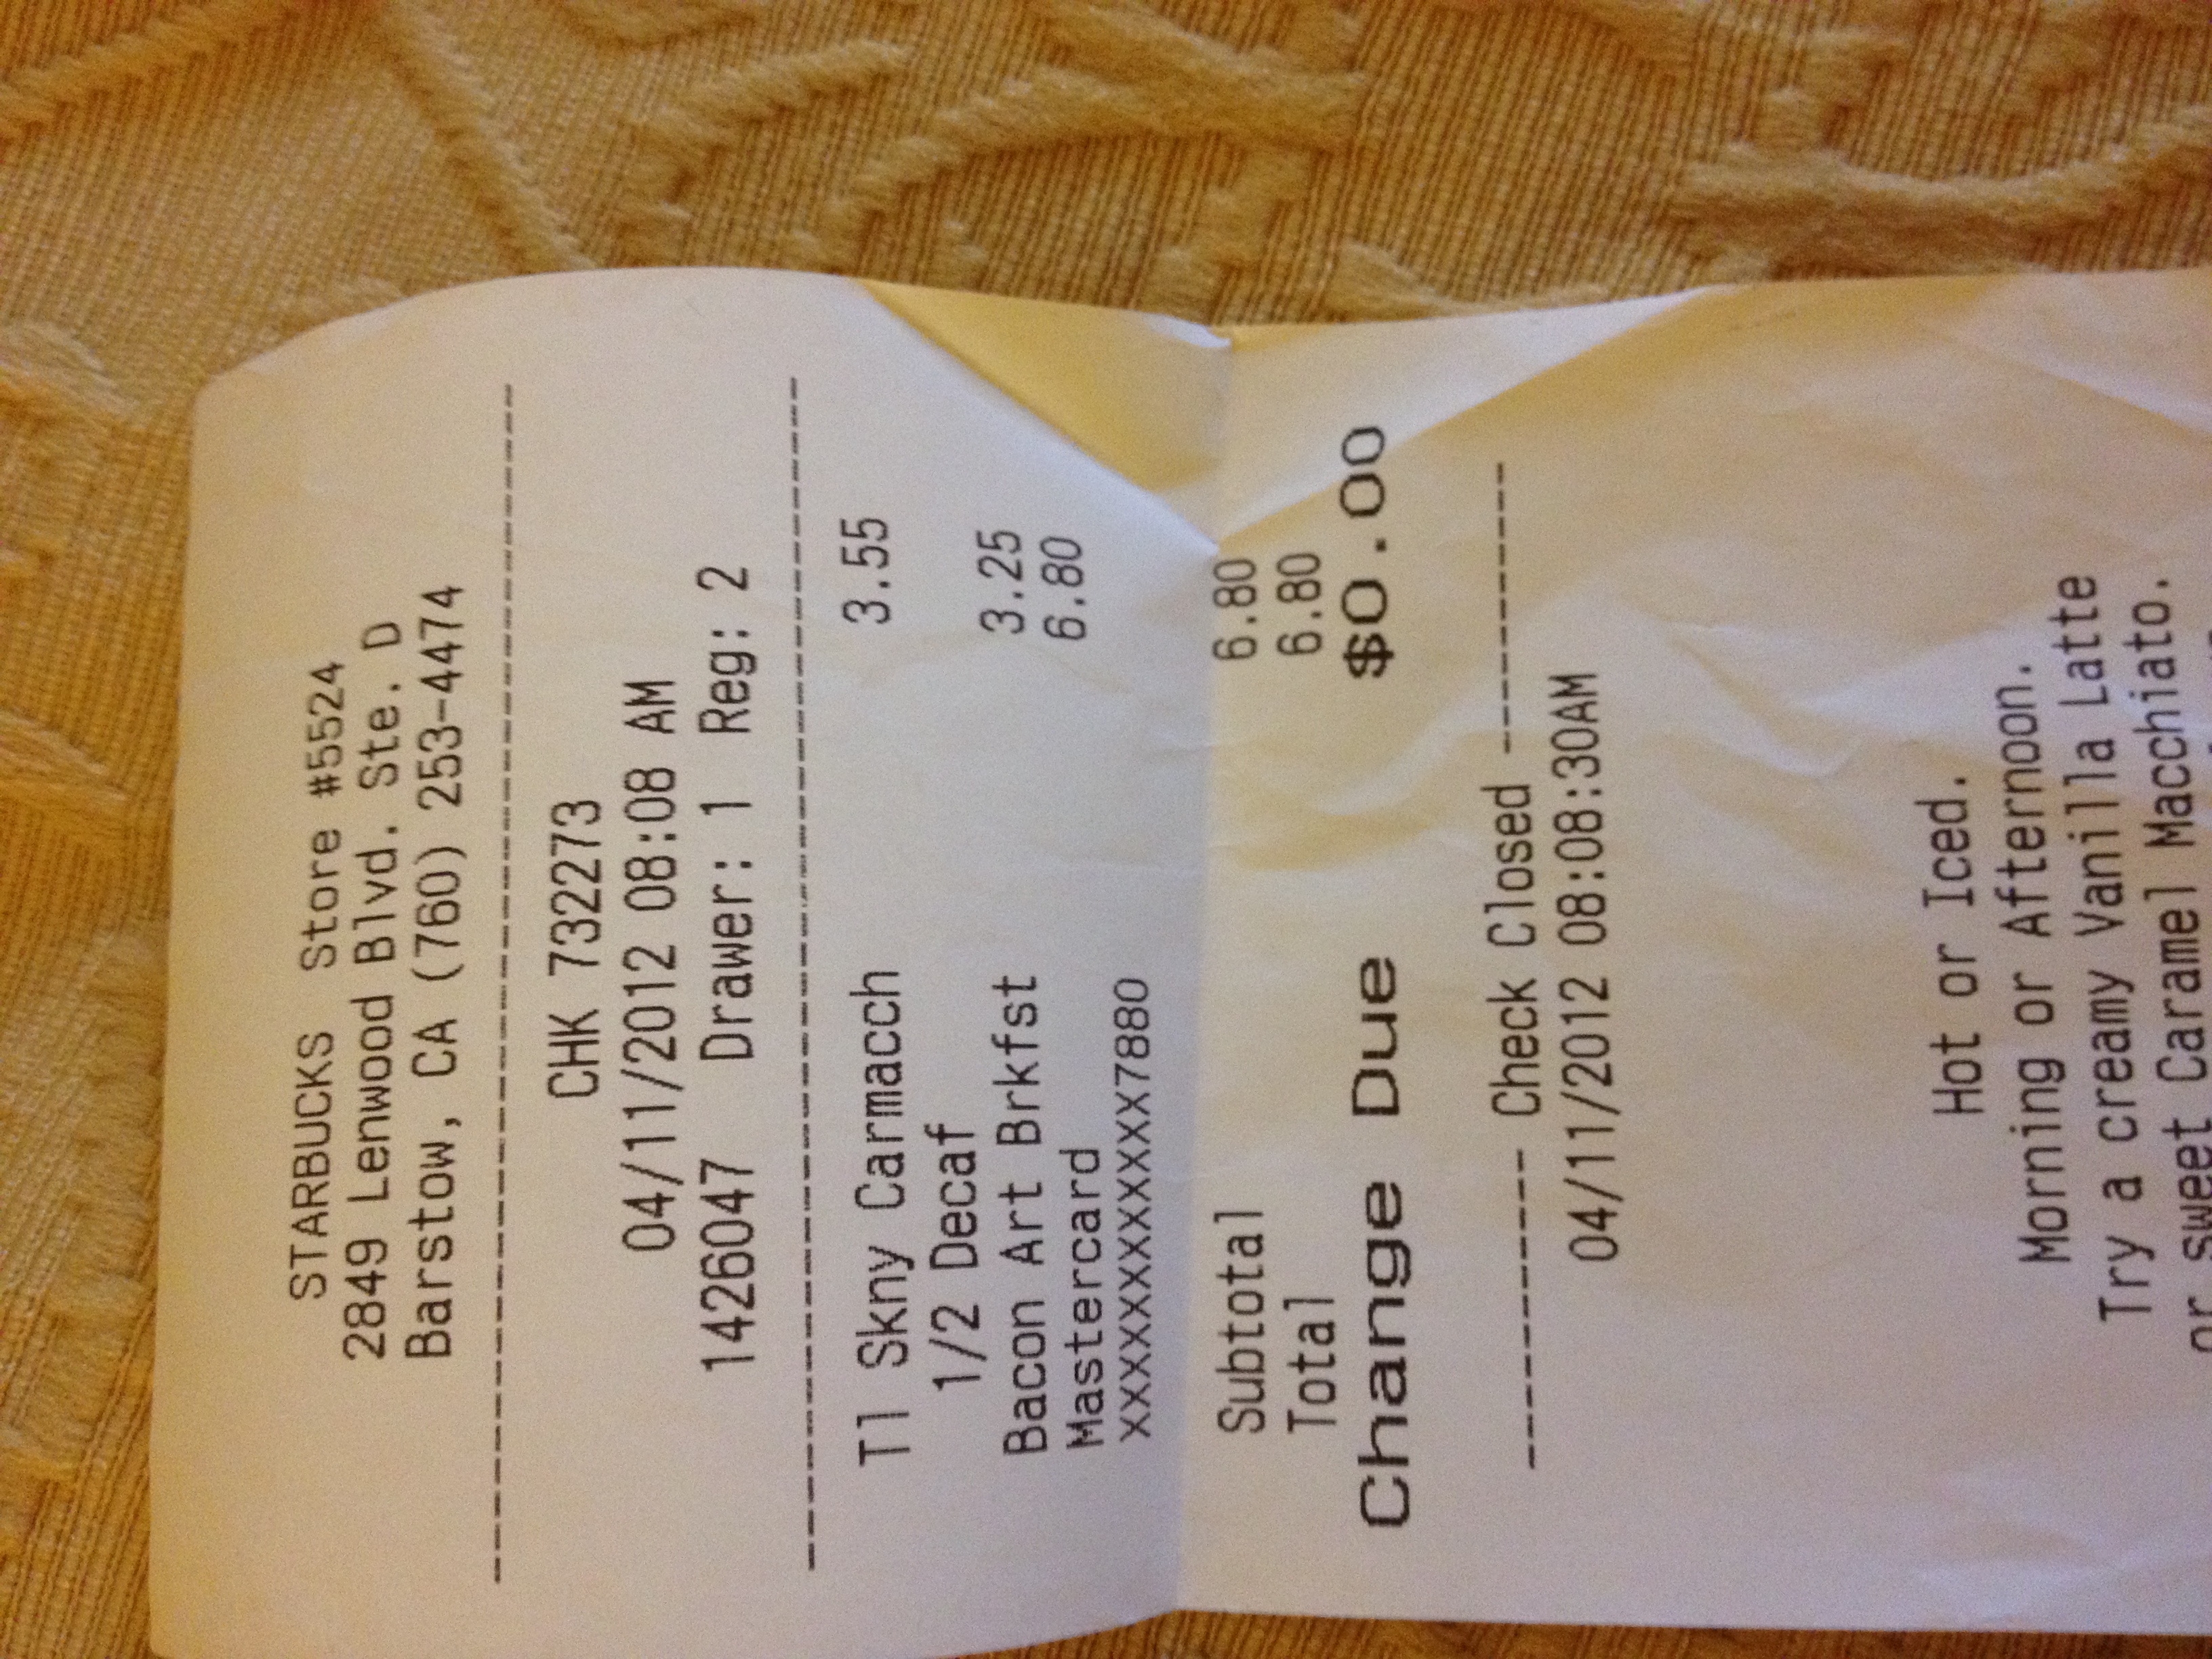 STARBUCKS Store #5524
2849 Lenwood Blvd. Ste. D
Barstow, CA (760) 253-4474
--------------------------------------
CHK 732273
04/11/2012 08:08 AM
1426047 Drawer: 1 Reg: 2
--------------------------------------
Tl Skny Carmacch 3.55
1/2 Decaf
Bacon Art Brkfst 3.25
Mastercard 6.80
XXXXXXXXXXXX7880
Subtotal 6.80
Total 6.80
Change Due $0.00
----------- Check Closed -----------
04/11/2012 08:08:30AM
Hot or Iced.
Morning or Afternoon.
Try a creamy Vanilla Latte
or sweet Caramel Macchiato.